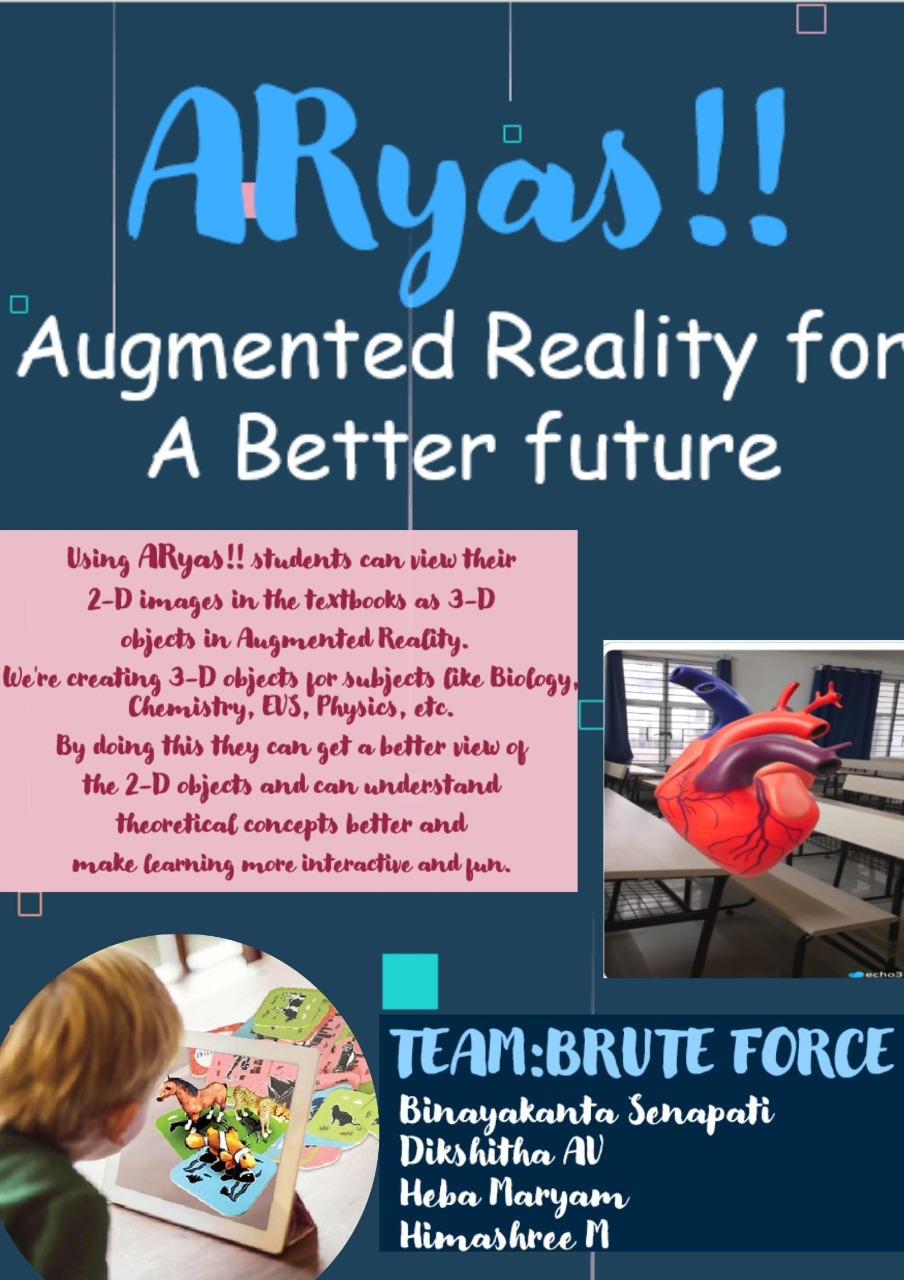 ARyas!!
Augmented Reality for
A Better future
Using ARyas!! students can view their
2-D images in the textbooks as 3-D
objects in Augmented Reality.
We're creating 3-D objects for subjects like Biology,
Chemistry, EVS, Physics, etc.
By doing this they can get a better view of
the 2-D objects and can understand
theoretical concepts better and
make learning more interactive and fun.
echo3
TEAM:BRUTE FORCE
Binayakanta Senapati
Dikshitha AV
Heba Maryam
Himashree M